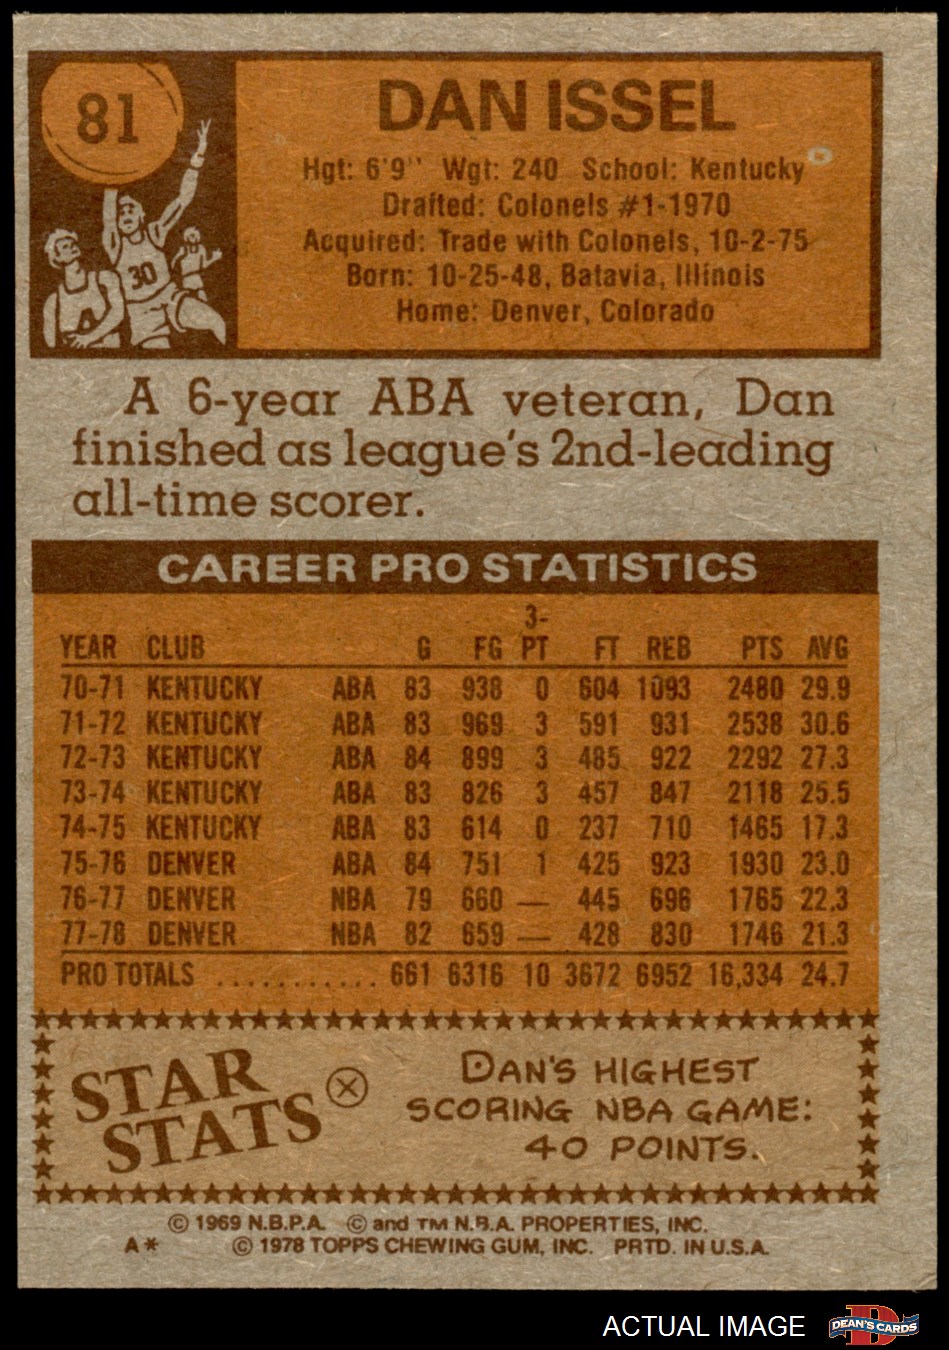 81
DAN ISSEL
Hgt: 6'9'' Wgt: 240 School: Kentucky
Drafted: Colonels #1-1970
Acquired: Trade with Colonels, 10-2-75
Born: 10-25-48, Batavia, Illinois
Home: Denver, Colorado
30
A 6-year ABA veteran, Dan
finished as league's 2nd-leading
all-time scorer.
CAREER PRO STATISTICS
YEAR CLUB G FG 3-PT FT REB PTS AVG
70-71 KENTUCKY ABA 83 938 0 604 1093 2480 29.9
71-72 KENTUCKY ABA 83 969 3 591 931 2538 30.6
72-73 KENTUCKY ABA 84 899 3 485 922 2292 27.3
73-74 KENTUCKY ABA 83 826 3 457 847 2118 25.5
74-75 KENTUCKY ABA 83 614 0 237 710 1465 17.3
75-76 DENVER ABA 84 751 1 425 923 1930 23.0
76-77 DENVER NBA 79 660 — 445 696 1765 22.3
77-78 DENVER NBA 82 659 — 428 830 1746 21.3
PRO TOTALS ........... 661 6316 10 3672 6952 16,334 24.7
STAR
STATS
DAN'S HIGHEST
SCORING NBA GAME:
40 POINTS.
© 1969 N.B.P.A. © and TM N.B.A. PROPERTIES, INC.
A* © 1978 TOPPS CHEWING GUM, INC. PRTD. IN U.S.A.
ACTUAL IMAGE
DEAN'S CARDS